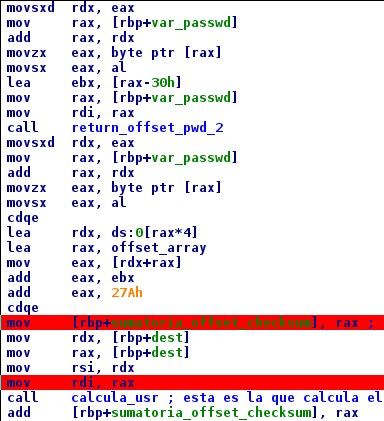 movsxd rdx, eax
mov rax, [rbp+var_passwd]
add rax, rdx
movzx eax, byte ptr [rax]
movsx eax, al
lea ebx, [rax-30h]
mov rax, [rbp+var_passwd]
mov rdi, rax
call return_offset_pwd_2
movsxd rdx, eax
mov rax, [rbp+var_passwd]
add rax, rdx
movzx eax, byte ptr [rax]
movsx eax, al
cdqe
lea rdx, ds:0[rax*4]
lea rax, offset_array
mov eax, [rdx+rax]
add eax, ebx
add eax, 27Ah
cdqe
mov [rbp+sumatoria_offset_checksum], rax ;
mov rdx, [rbp+dest]
mov rax, [rbp+dest]
mov rsi, rdx
mov rdi, rax
call calcula_usr ; esta es la que calcula el
add [rbp+sumatoria_offset_checksum], rax